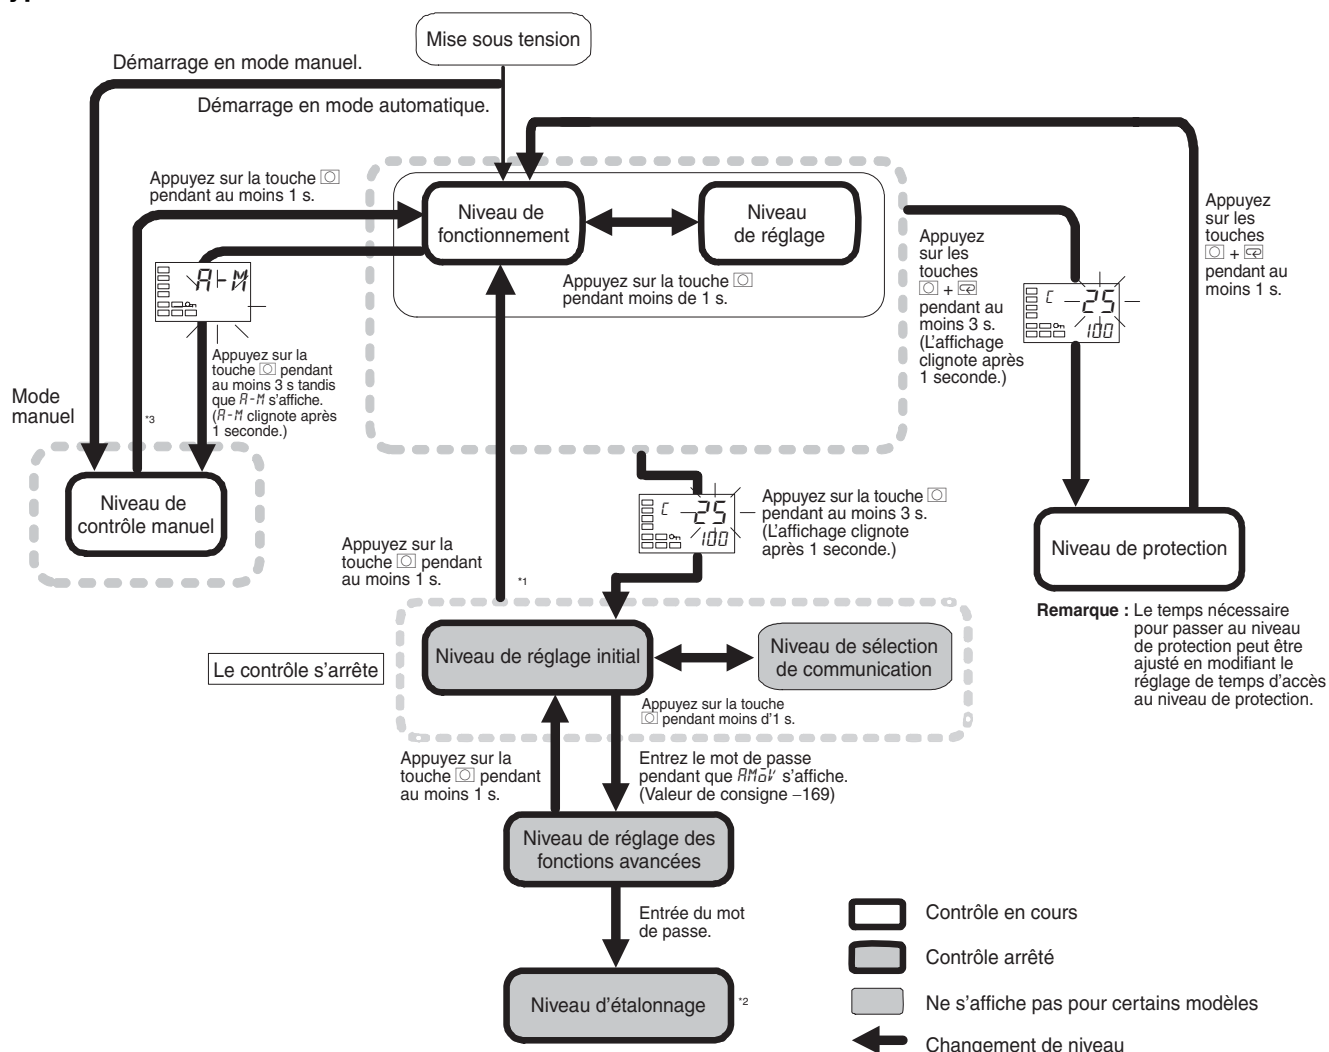 Mise sous tension
Démarrage en mode manuel.
Démarrage en mode automatique.
Appuyez sur la touche
pendant au moins 1 s.
Niveau de
fonctionnement
Niveau
de réglage
Appuyez sur la touche
pendant moins de 1 s.
A-M
Appuyez sur la
touche pendant
au moins 3 s tandis
que A-M s’affiche.
(A-M clignote après
1 seconde.)
Mode
manuel
*3
Niveau de
contrôle manuel
Appuyez
sur les
touches
+
pendant au
moins 3 s.
(L’affichage
clignote après
1 seconde.)
C 25
100
Appuyez
sur les
touches
+
pendant au
moins 1 s.
Niveau de protection
Remarque : Le temps nécessaire
pour passer au niveau
de protection peut être
ajusté en modifiant le
réglage de temps d’accès
au niveau de protection.
C 25
100
Appuyez sur la touche
pendant au moins 3 s.
(L’affichage clignote
après 1 seconde.)
Appuyez sur la
touche pendant
au moins 1 s.
*1
Le contrôle s’arrête
Niveau de réglage initial
Niveau de sélection
de communication
Appuyez sur la touche
pendant moins d’1 s.
Appuyez sur la
touche pendant
au moins 1 s.
Entrez le mot de passe
pendant que AMoV s’affiche.
(Valeur de consigne –169)
Niveau de réglage des
fonctions avancées
Entrée du mot
de passe.
Niveau d’étalonnage
*2
Contrôle en cours
Contrôle arrêté
Ne s’affiche pas pour certains modèles
Changement de niveau